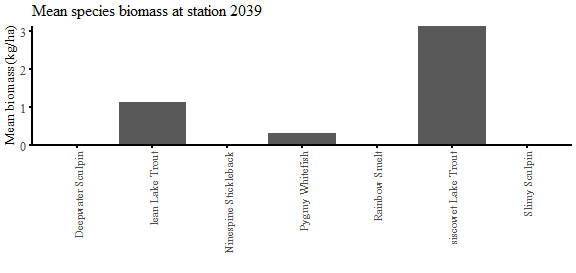 Mean species biomass at station 2039
Mean biomass (kg/ha)
3
2
1
0
Deepwater Sculpin
lean Lake Trout
Ninespine Stickleback
Pygmy Whitefish
Rainbow Smelt
siscowet Lake Trout
Slimy Sculpin